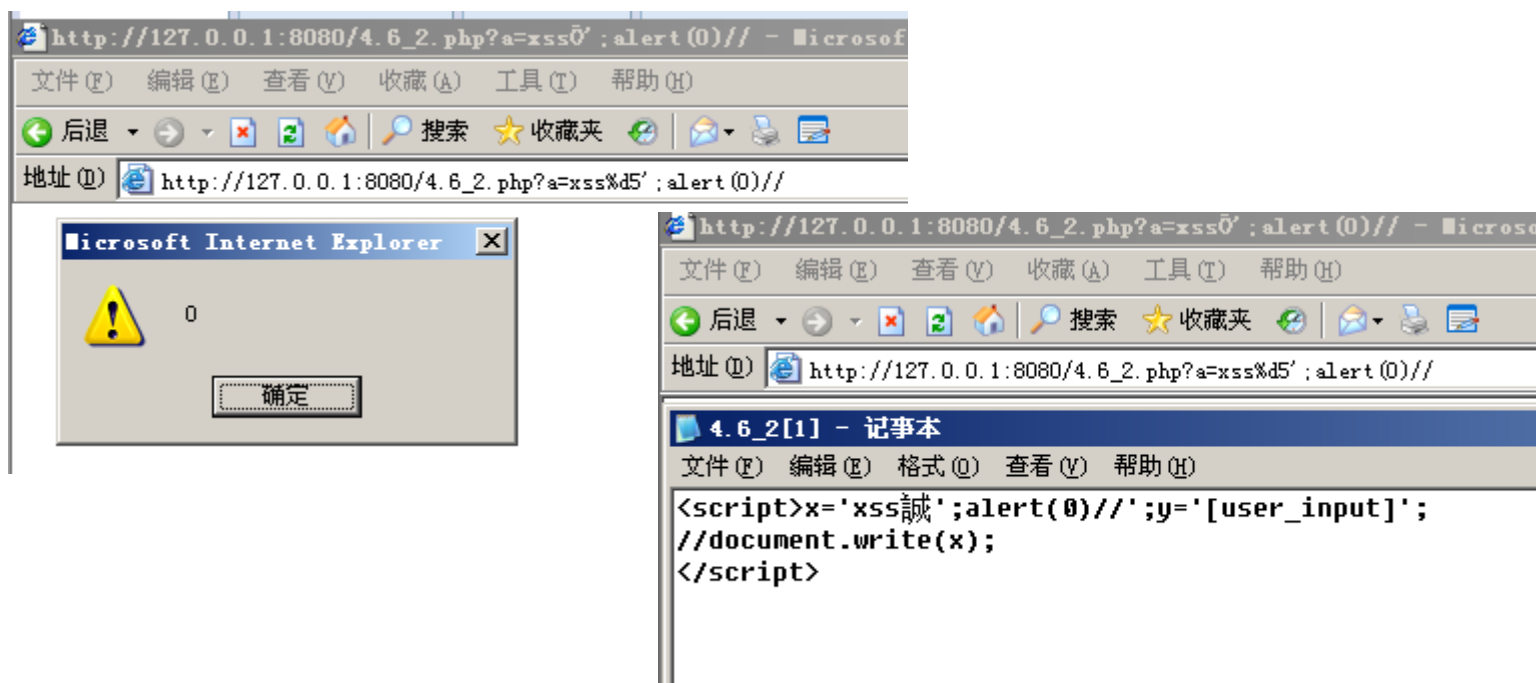 http://127.0.0.1:8080/4.6_2.php?a=xssÕ';alert(0)// - Microsof
文件(F) 编辑(E) 查看(V) 收藏(A) 工具(T) 帮助(H)
后退 搜索 收藏夹
地址(D) http://127.0.0.1:8080/4.6_2.php?a=xss%d5';alert(0)//
Microsoft Internet Explorer
0
确定
http://127.0.0.1:8080/4.6_2.php?a=xssÕ';alert(0)// - Microso
文件(F) 编辑(E) 查看(V) 收藏(A) 工具(T) 帮助(H)
后退 搜索 收藏夹
地址(D) http://127.0.0.1:8080/4.6_2.php?a=xss%d5';alert(0)//
4.6_2[1] - 记事本
文件(F) 编辑(E) 格式(O) 查看(V) 帮助(H)
<script>x='xss誠';alert(0)//';y='[user_input]';
//document.write(x);
</script>